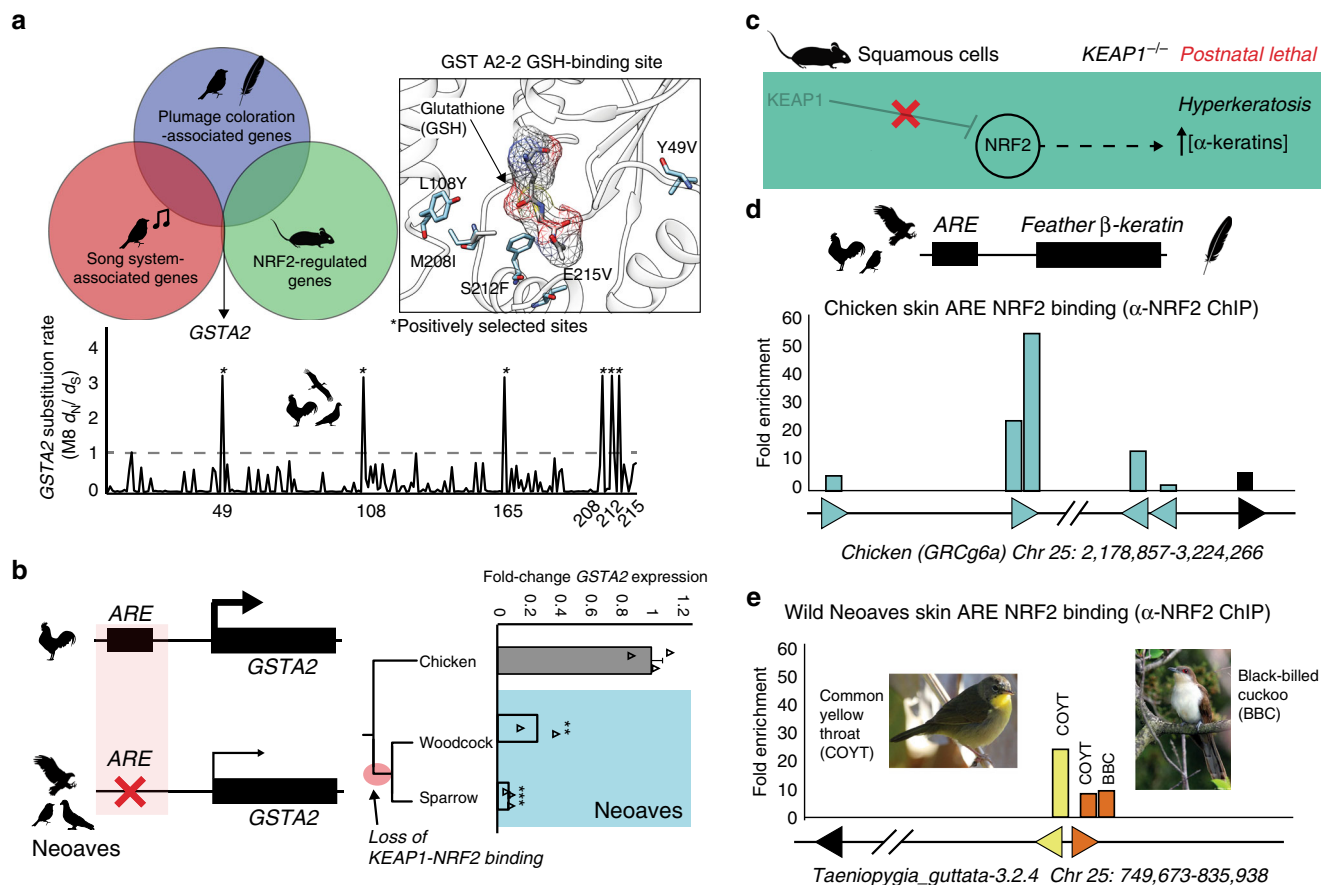 a
Plumage coloration
-associated genes
Song system-
associated genes
NRF2-regulated
genes
GSTA2
GST A2-2 GSH-binding site
Glutathione
(GSH)
Y49V
L108Y
M208I
S212F
E215V
*Positively selected sites
GSTA2 substituion rate
(M8 dN/ dS)
4
3
2
1
0
* * * * * *
49
108
165
208
212
215
b
ARE
GSTA2
ARE
GSTA2
Neoaves
Chicken
Woodcock
Sparrow
Loss of
KEAP1-NRF2 binding
Fold-change GSTA2 expression
0
0.2
0.4
0.6
0.8
1
1.2
**
***
Neoaves
c
Squamous cells
KEAP1–/– Postnatal lethal
KEAP1
NRF2
Hyperkeratosis
[α-keratins]
d
ARE
Feather β-keratin
Chicken skin ARE NRF2 binding (α-NRF2 ChIP)
Fold enrichment
60
50
40
30
20
10
0
Chicken (GRCg6a) Chr 25: 2,178,857-3,224,266
e
Wild Neoaves skin ARE NRF2 binding (α-NRF2 ChIP)
Fold enrichment
60
50
40
30
20
10
0
Common
yellow
throat
(COYT)
COYT
COYT
BBC
Black-billed
cuckoo
(BBC)
Taeniopygia_guttata-3.2.4 Chr 25: 749,673-835,938